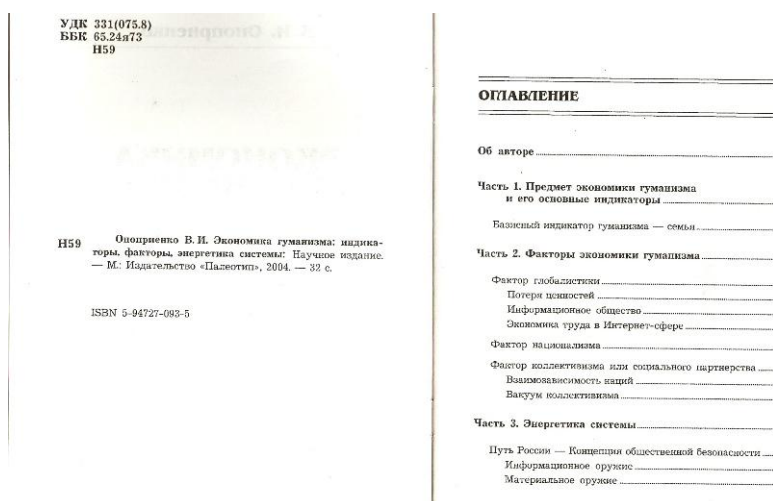 УДК 331(075.8)
ББК 65.24я73
Н59
Н59
Оноприенко В. И. Экономика гуманизма: индика-
торы, факторы, энергетика системы: Научное издание.
— М.: Издательство «Палеотип», 2004. — 32 с.
ISBN 5-94727-093-5
ОГЛАВЛЕНИЕ
Об авторе
Часть 1. Предмет экономики гуманизма
и его основные индикаторы
Базисный индикатор гуманизма — семья
Часть 2. Факторы экономики гуманизма
Фактор глобалистики
Потеря ценностей
Информационное общество
Экономика труда в Интернет-сфере
Фактор национализма
Фактор коллективизма или социального партнерства
Взаимозависимость наций
Вакуум коллективизма
Часть 3. Энергетика системы
Путь России — Концепция общественной безопасности
Информационное оружие
Материальное оружие